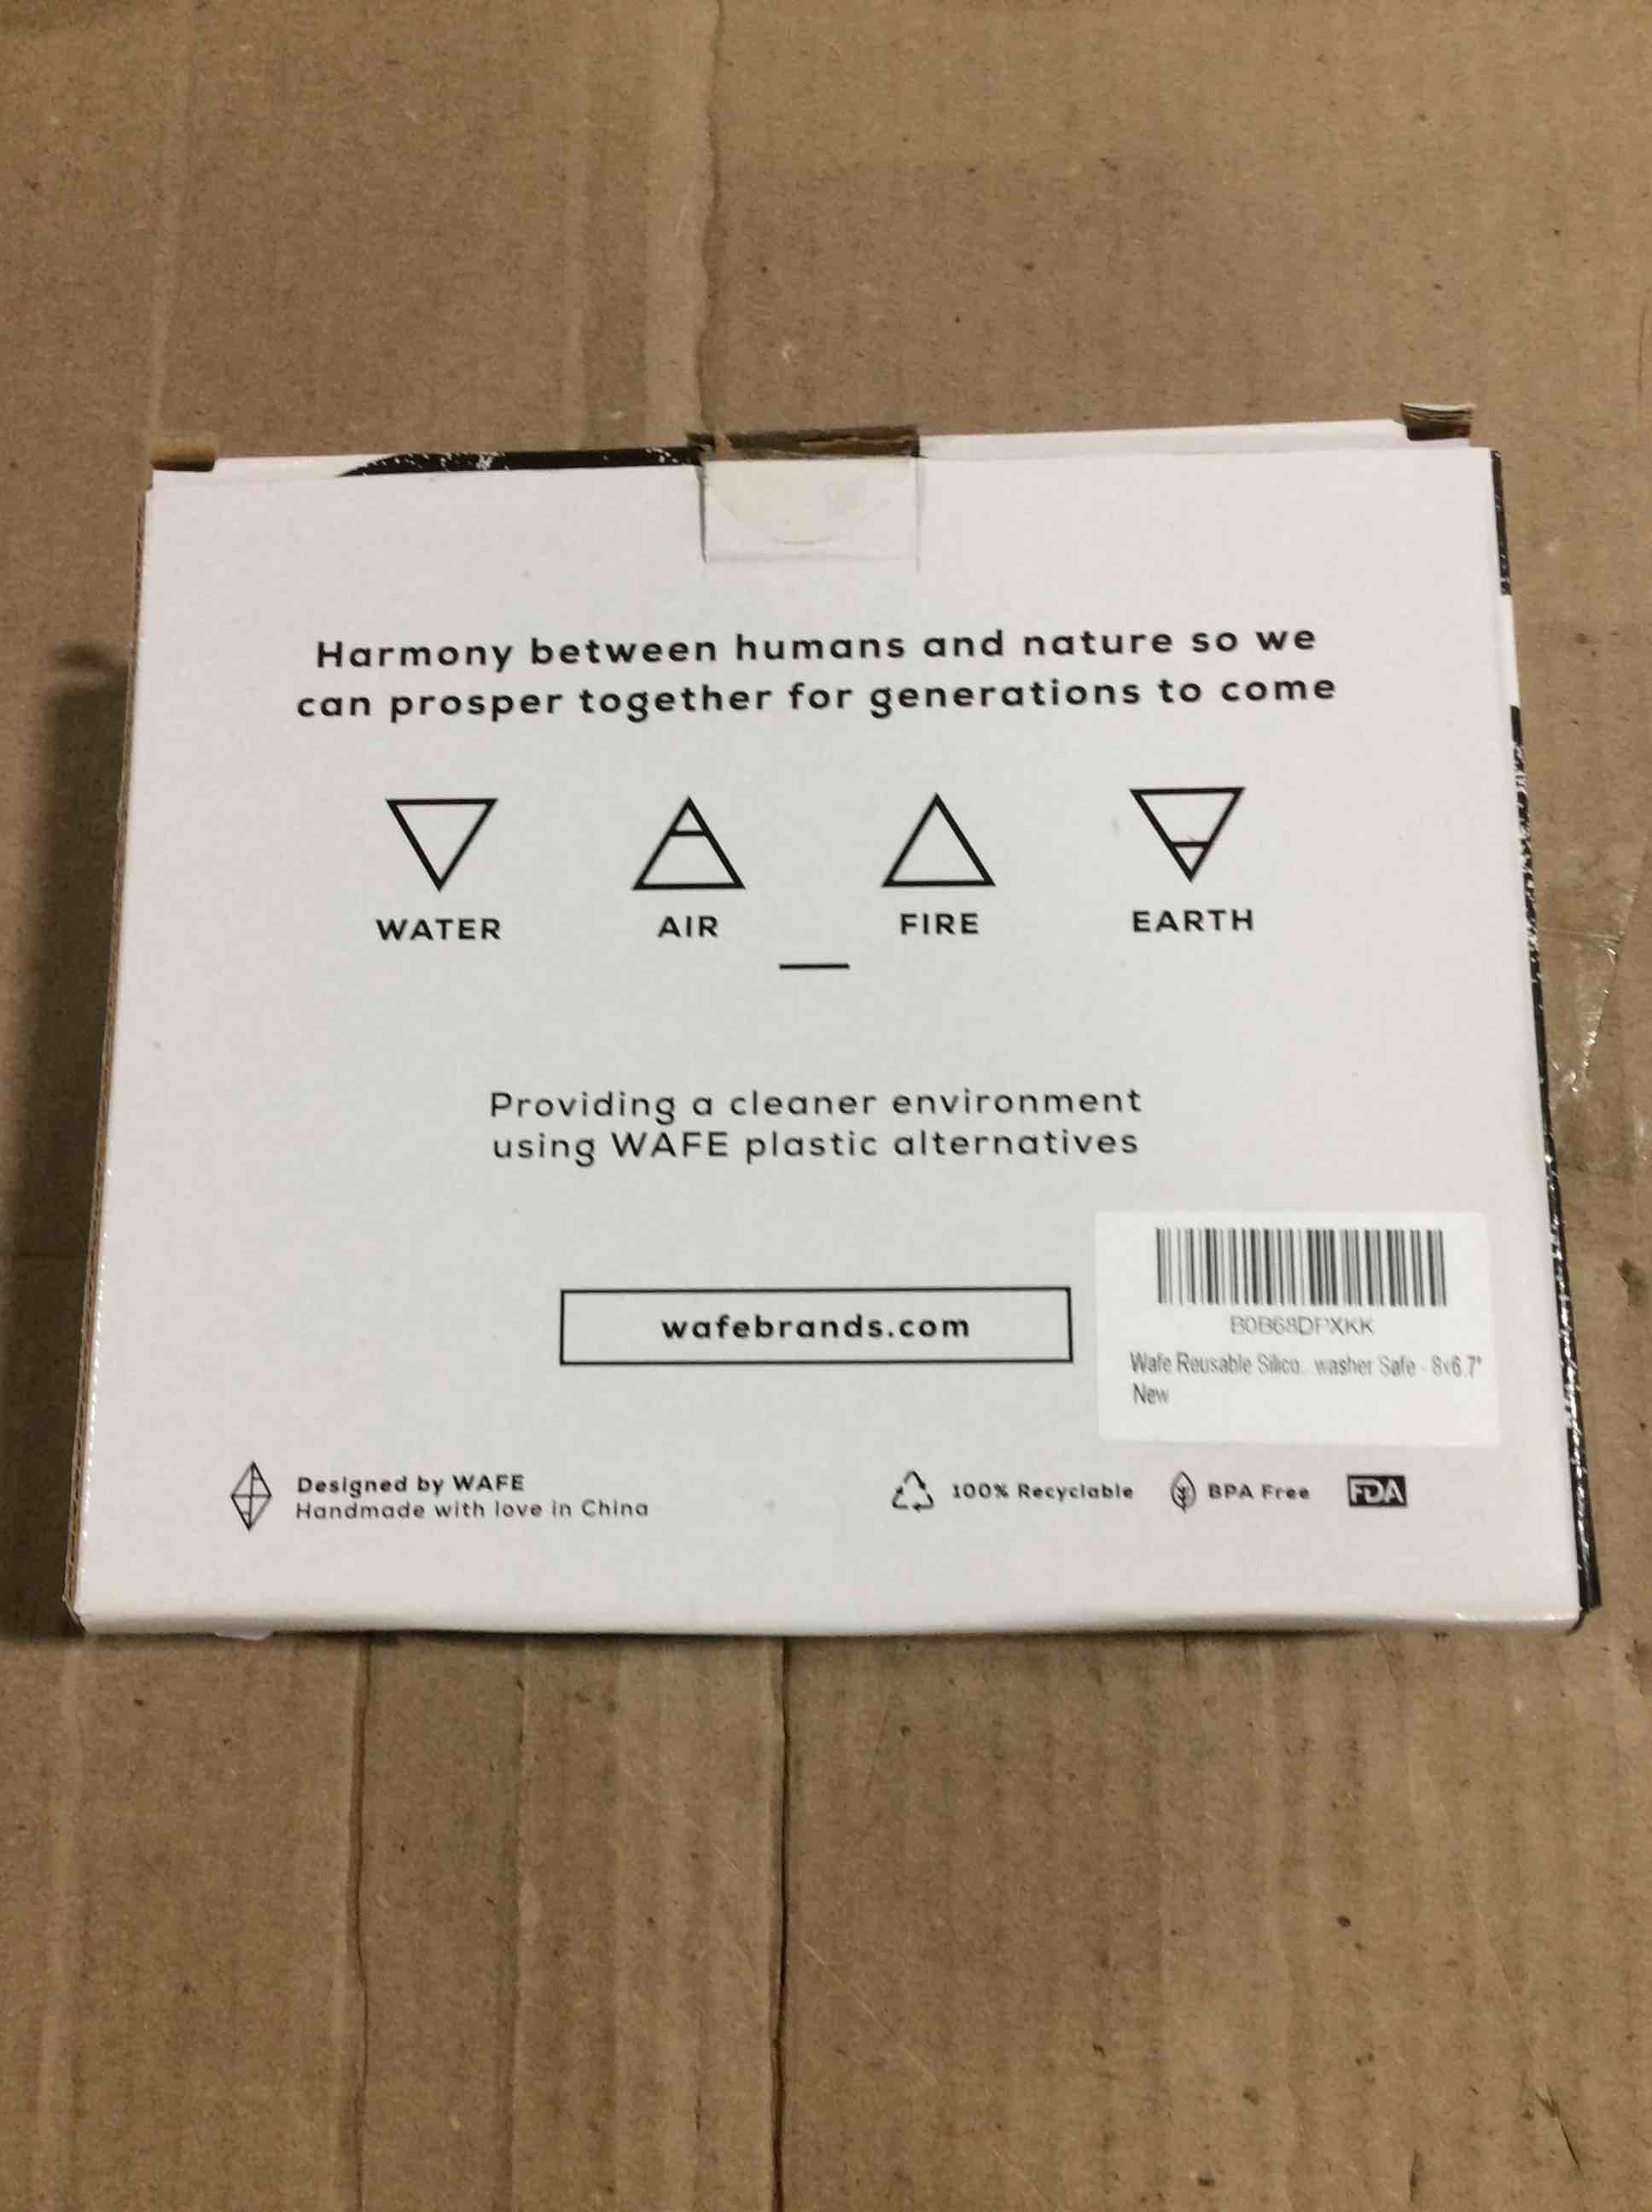 Harmony between humans and nature so we
can prosper together for generations to come
WATER AIR FIRE EARTH
Providing a cleaner environment
using WAFE plastic alternatives
wafebrands.com
B0B68DPXKK
Wafe Reusable Silico... washer Safe - 8x6.7"
New
Designed by WAFE
Handmade with love in China
100% Recyclable BPA Free FDA